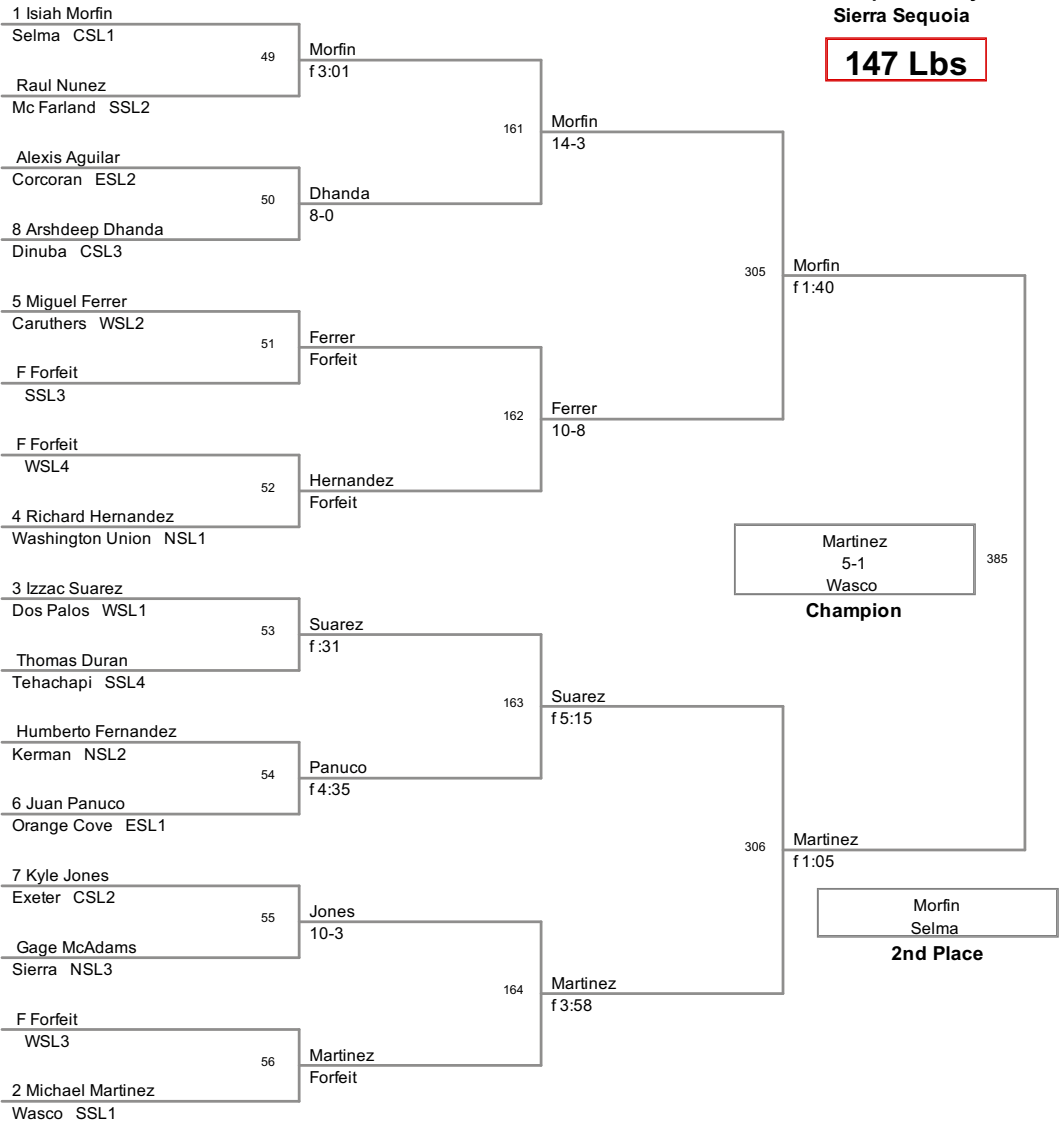 Sierra Sequoia
147 Lbs
1 Isiah Morfin
Selma CSL1
49
Raul Nunez
Mc Farland SSL2
Alexis Aguilar
Corcoran ESL2
50
8 Arshdeep Dhanda
Dinuba CSL3
5 Miguel Ferrer
Caruthers WSL2
51
F Forfeit
SSL3
F Forfeit
WSL4
52
4 Richard Hernandez
Washington Union NSL1
3 Izzac Suarez
Dos Palos WSL1
53
Thomas Duran
Tehachapi SSL4
Humberto Fernandez
Kerman NSL2
54
6 Juan Panuco
Orange Cove ESL1
7 Kyle Jones
Exeter CSL2
55
Gage McAdams
Sierra NSL3
F Forfeit
WSL3
56
2 Michael Martinez
Wasco SSL1
Morfin
f 3:01
161
Dhanda
8-0
Ferrer
Forfeit
162
Hernandez
Forfeit
Suarez
f :31
163
Panuco
f 4:35
Jones
10-3
164
Martinez
Forfeit
Morfin
14-3
305
Ferrer
10-8
Suarez
f 5:15
306
Martinez
f 3:58
Morfin
f 1:40
385
Martinez
f 1:05
Martinez
5-1
Wasco
Champion
Morfin
Selma
2nd Place